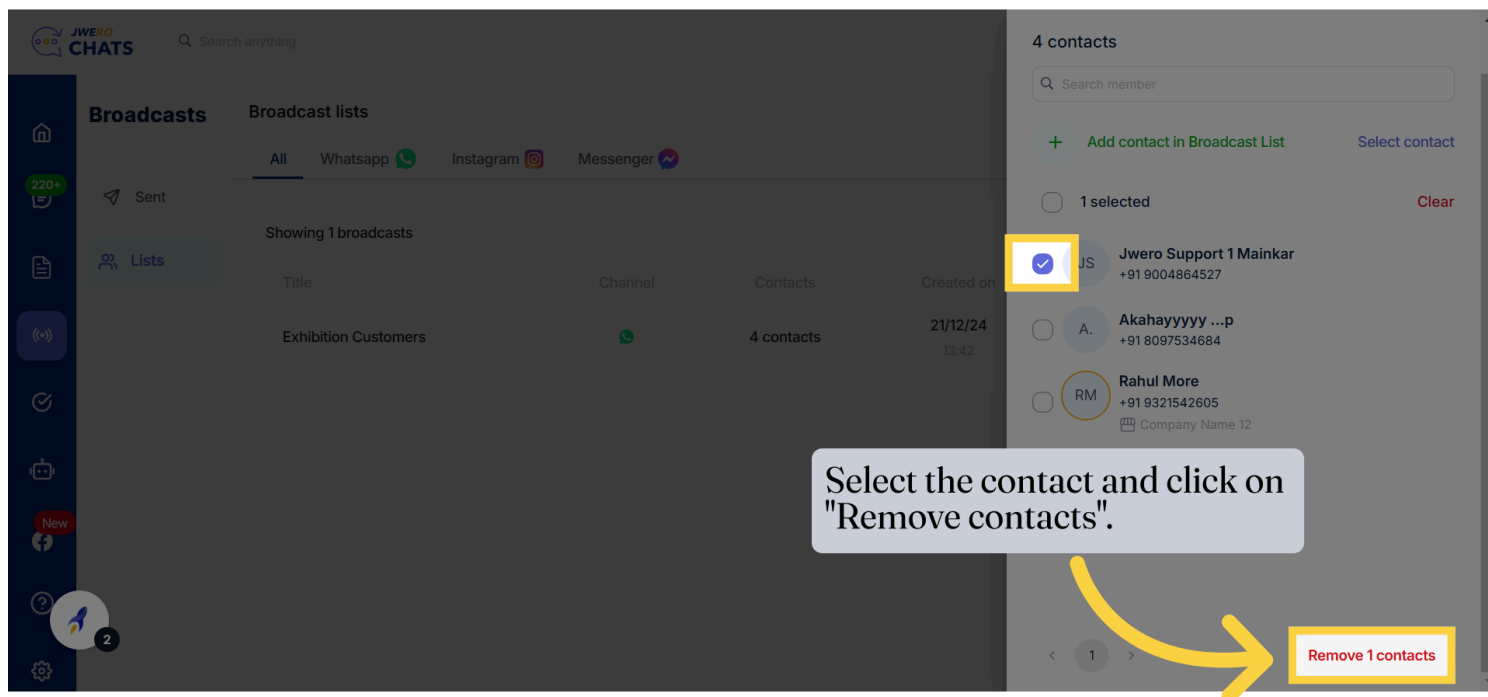 JWERO
CHATS
Search anything
4 contacts
Search member
Broadcasts
Broadcast lists
+ Add contact in Broadcast List
Select contact
All
Whatsapp
Instagram
Messenger
220+
Sent
1 selected
Clear
Showing 1 broadcasts
Lists
JS
Jwero Support 1 Mainkar
+91 9004864527
Title
Channel
Contacts
Created on
Exhibition Customers
4 contacts
21/12/24
13:42
A.
Akahayyyyy ...p
+91 8097534684
RM
Rahul More
+91 9321542605
Company Name 12
Select the contact and click on
"Remove contacts".
New
2
< 1 >
Remove 1 contacts